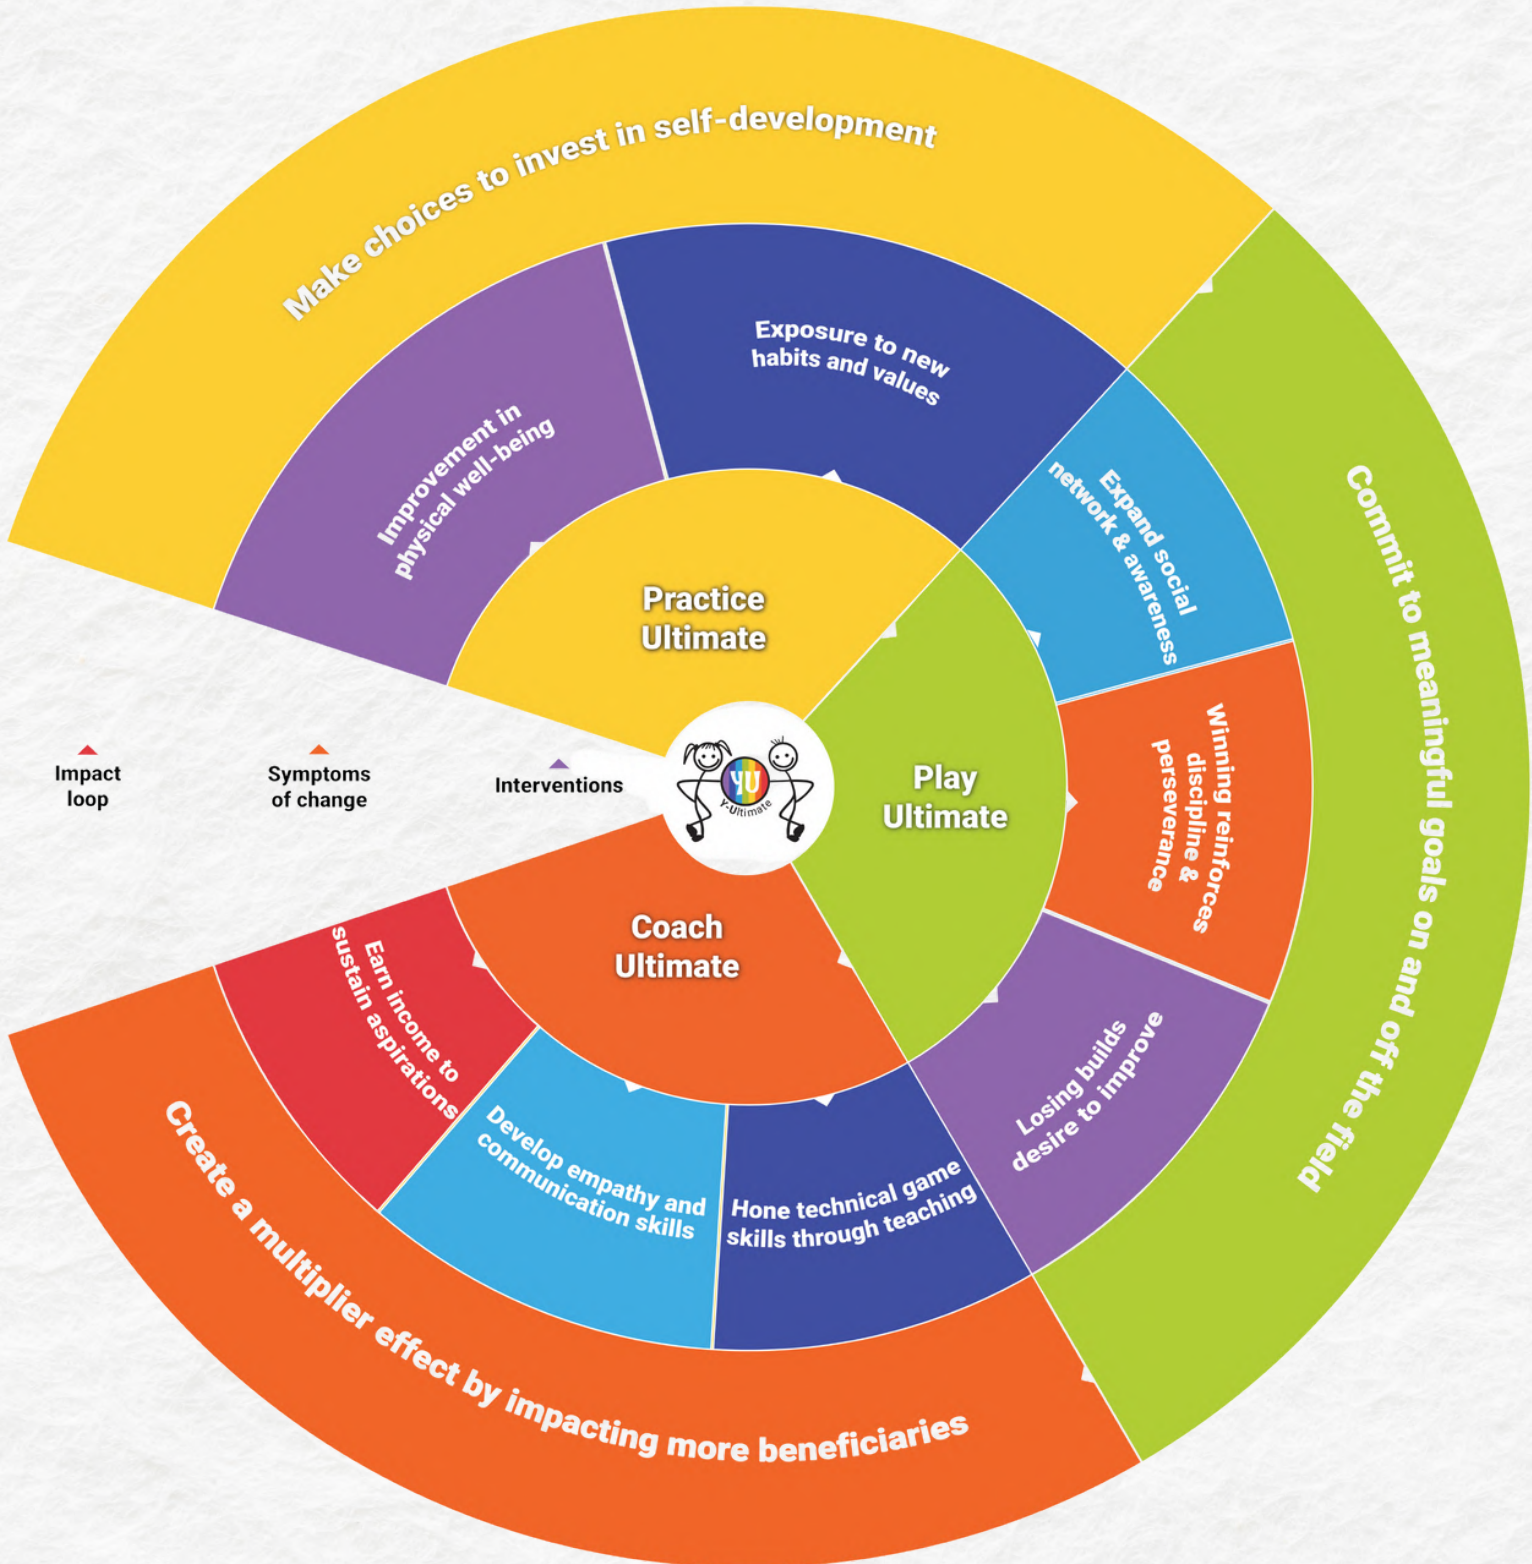 Make choices to invest in self-development
Exposure to new
habits and values
Improvement in
physical well-being
Expand social
network & awareness
Commit to meaningful goals on and off the field
Practice
Ultimate
Winning reinforces
discipline &
perseverance
Play
Ultimate
Impact
loop
Symptoms
of change
Interventions
YU
Y-Ultimate
Coach
Ultimate
Losing builds
desire to improve
Earn income to
sustain aspirations
Develop empathy and
communication skills
Hone technical game
skills through teaching
Create a multiplier effect by impacting more beneficiaries